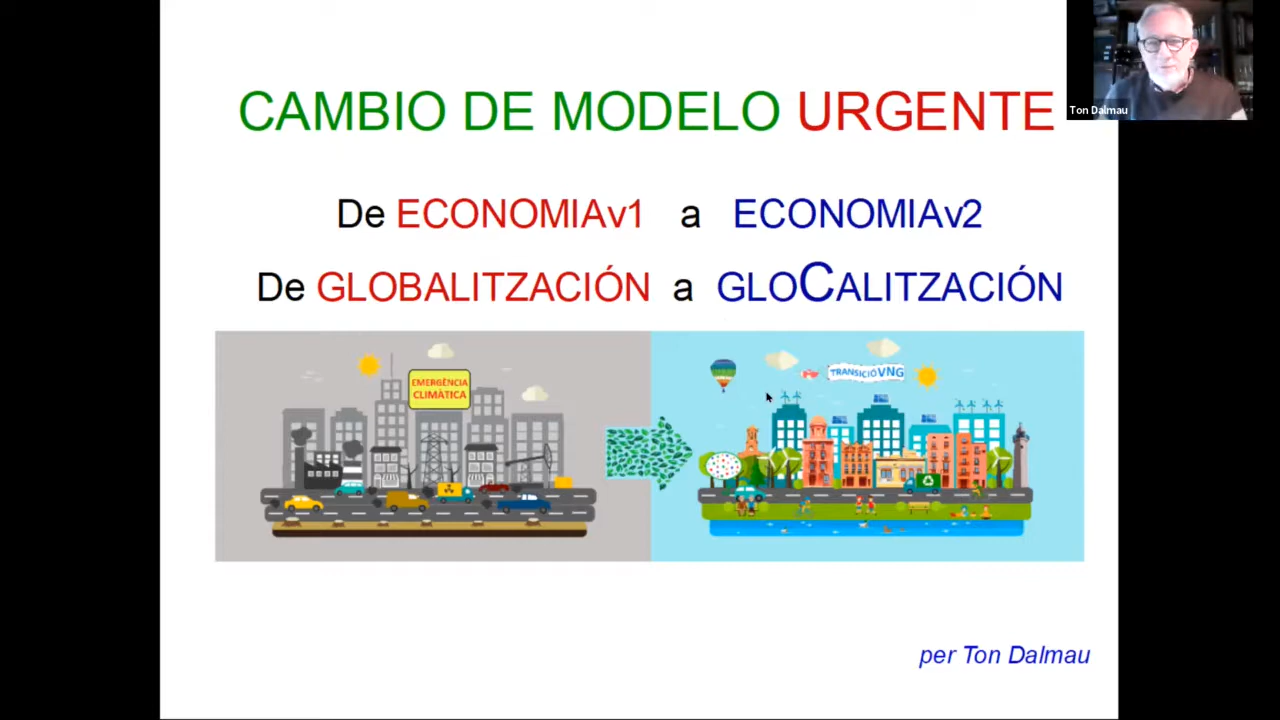 CAMBIO DE MODELO URGENTE
Ton Dalmau
De ECONOMIAv1 a ECONOMIAv2
De GLOBALITZACIÓN a GLOCALITZACIÓN
EMERGÈNCIA
CLIMÀTICA
TRANSICIÓVNG
per Ton Dalmau